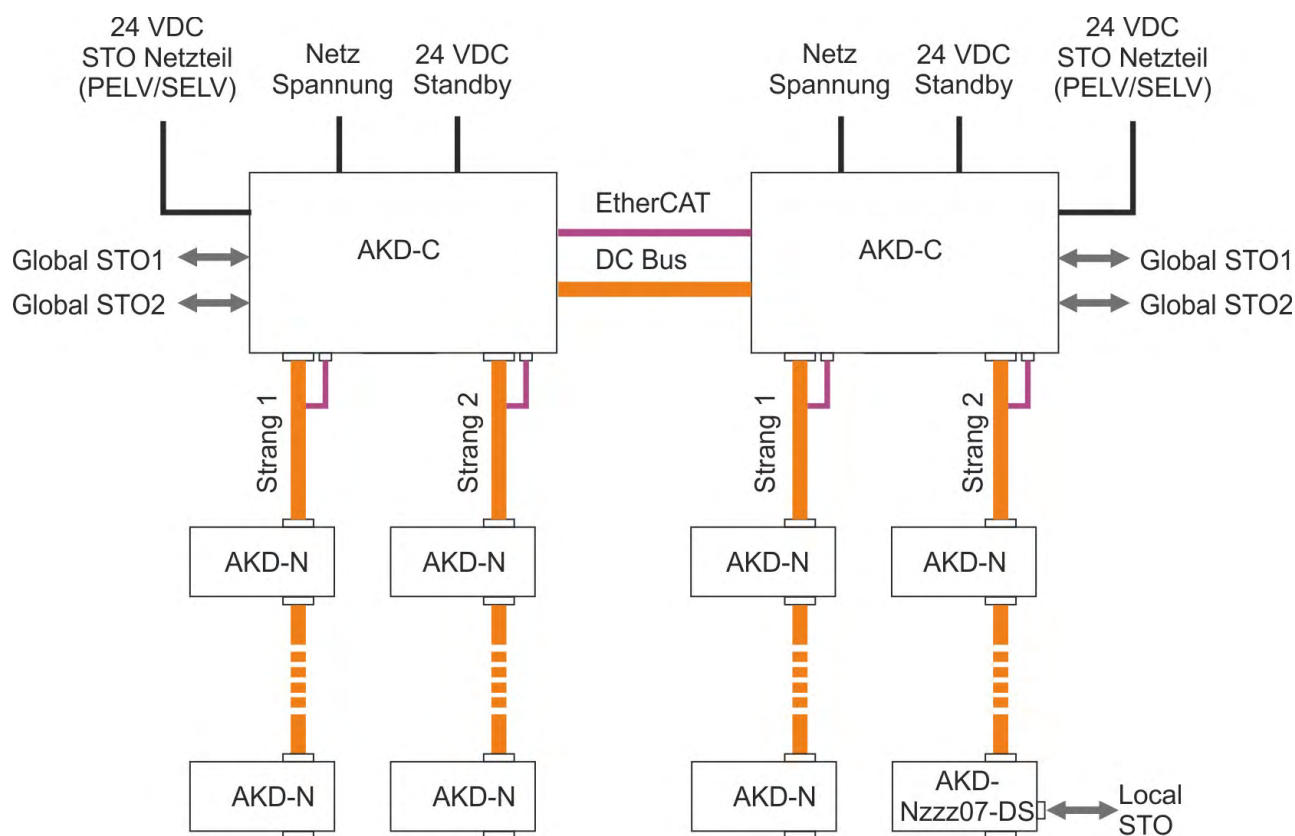 24 VDC
STO Netzteil
(PELV/SELV)
Netz
Spannung
24 VDC
Standby
Netz
Spannung
24 VDC
Standby
24 VDC
STO Netzteil
(PELV/SELV)
AKD-C
EtherCAT
DC Bus
AKD-C
Global STO1
Global STO2
Global STO1
Global STO2
Strang 1
Strang 2
Strang 1
Strang 2
AKD-N
AKD-N
AKD-N
AKD-N
AKD-N
AKD-N
AKD-N
AKD-
Nzzz07-DS
Local
STO